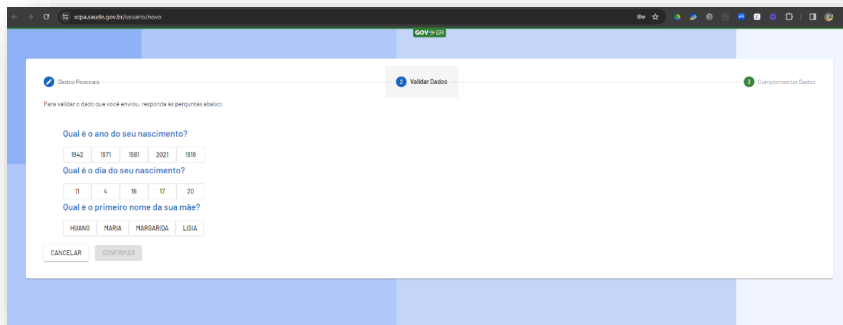 scpa.saude.gov.br/usuario/novo
GOV.BR
Dados Pessoais
2 Validar Dados
3 Complementar Dados
Para validar o dado que você enviou, responda às perguntas abaixo:
Qual é o ano do seu nascimento?
1942 1971 1981 2021 1918
Qual é o dia do seu nascimento?
11 4 16 17 20
Qual é o primeiro nome da sua mãe?
HUANG MARIA MARGARIDA LISIA
CANCELAR CONFIRMAR